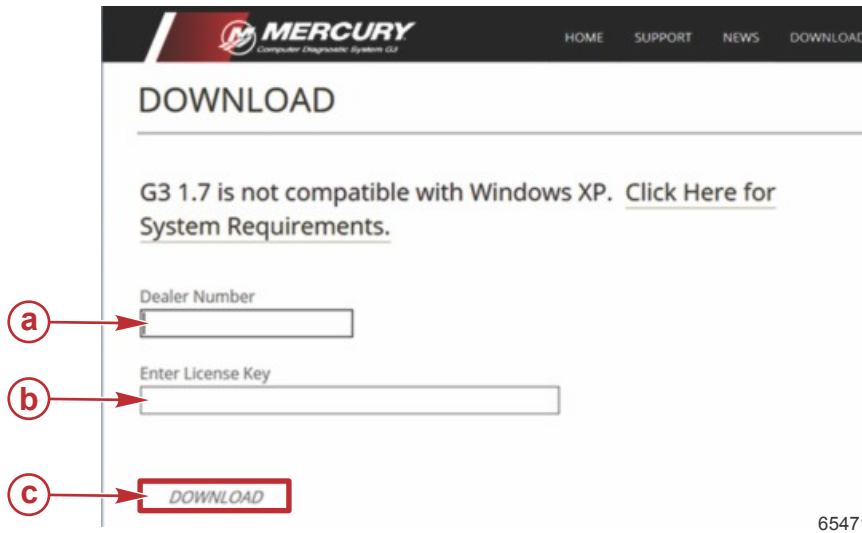 MERCURY
Computer Diagnostic System G3
HOME SUPPORT NEWS DOWNLOAD
DOWNLOAD
G3 1.7 is not compatible with Windows XP. Click Here for
System Requirements.
Dealer Number
a
Enter License Key
b
c DOWNLOAD
65471